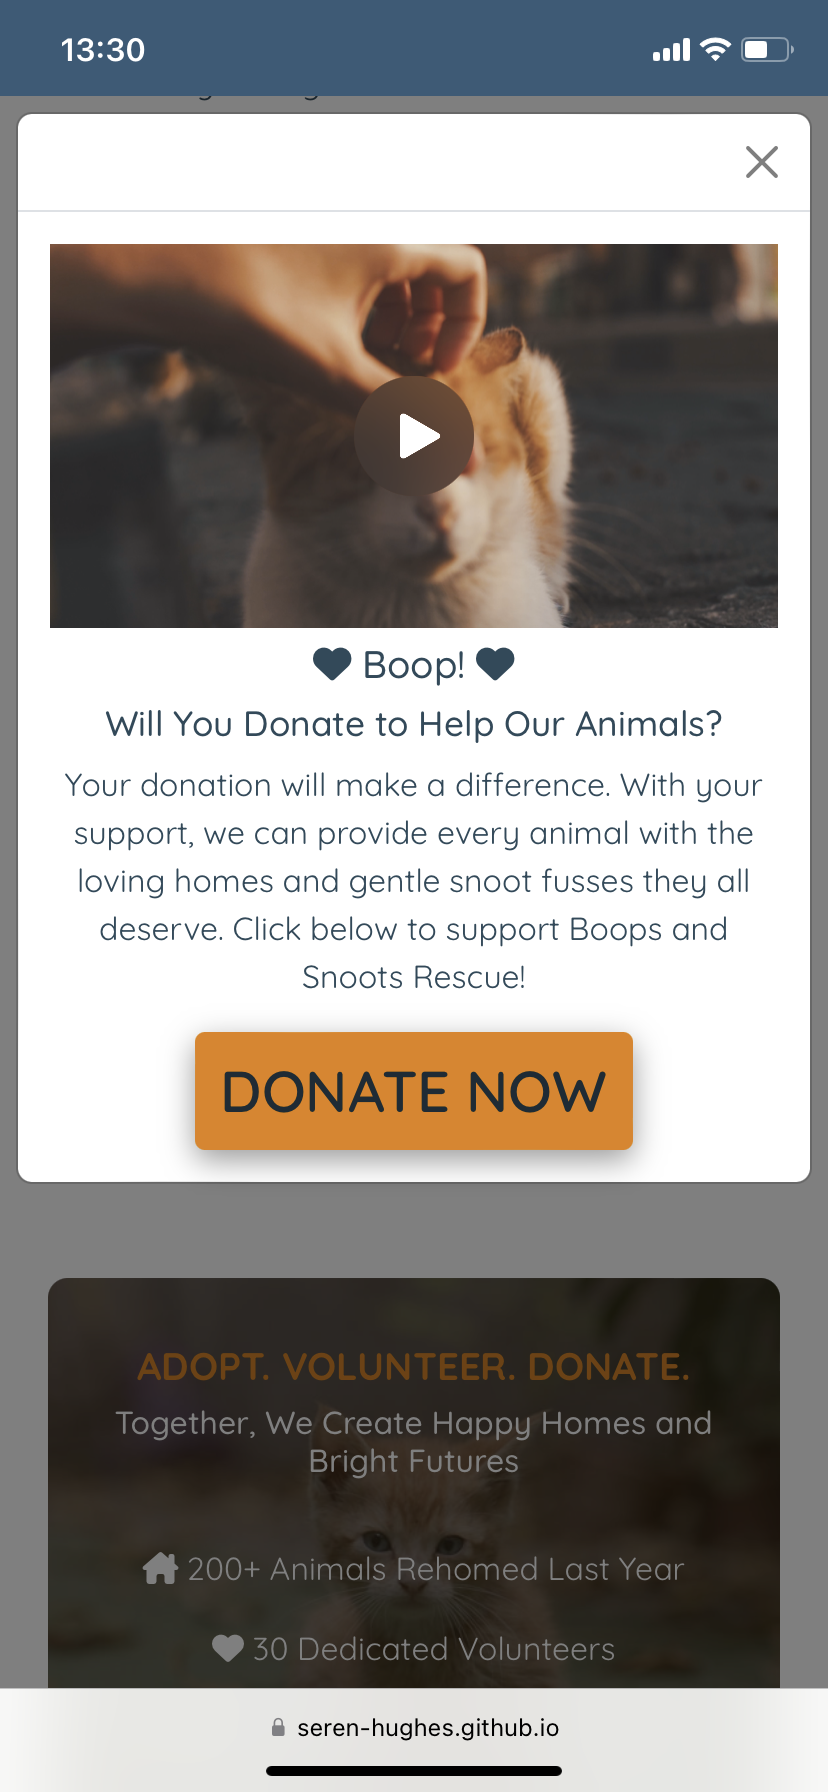 13:30
Boop!
Will You Donate to Help Our Animals?
Your donation will make a difference. With your
support, we can provide every animal with the
loving homes and gentle snoot fusses they all
deserve. Click below to support Boops and
Snoots Rescue!
DONATE NOW
ADOPT. VOLUNTEER. DONATE.
Together, We Create Happy Homes and
Bright Futures
200+ Animals Rehomed Last Year
30 Dedicated Volunteers
seren-hughes.github.io